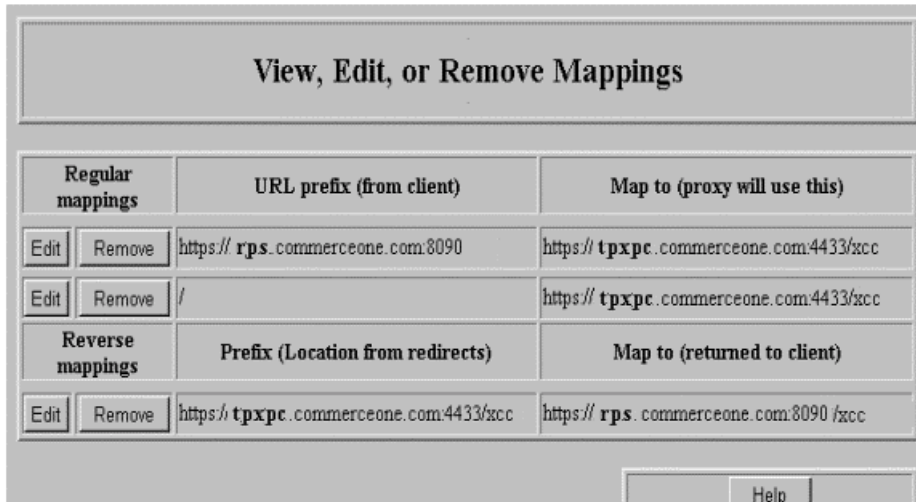 View, Edit, or Remove Mappings
Regular mappings URL prefix (from client) Map to (proxy will use this)
Edit Remove https:// rps.commerceone.com:8090 https:// tpxpc.commerceone.com:4433/xcc
Edit Remove / https:// tpxpc.commerceone.com:4433/xcc
Reverse mappings Prefix (Location from redirects) Map to (returned to client)
Edit Remove https:/ tpxpc.commerceone.com:4433/xcc https:// rps. commerceone.com:8090 /xcc
Help